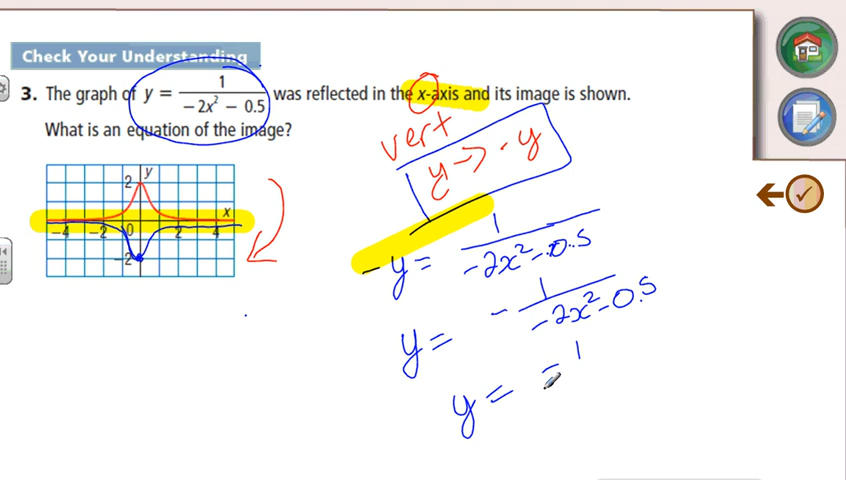 Check Your Understanding
3. The graph of y = 1 / (-2x² - 0.5) was reflected in the x-axis and its image is shown.
What is an equation of the image?
vert
y → -y
2 y
x
-4 -2 0 2 4
-2
-y = 1 / (-2x² - 0.5)
y = - 1 / (-2x² - 0.5)
y = - 1